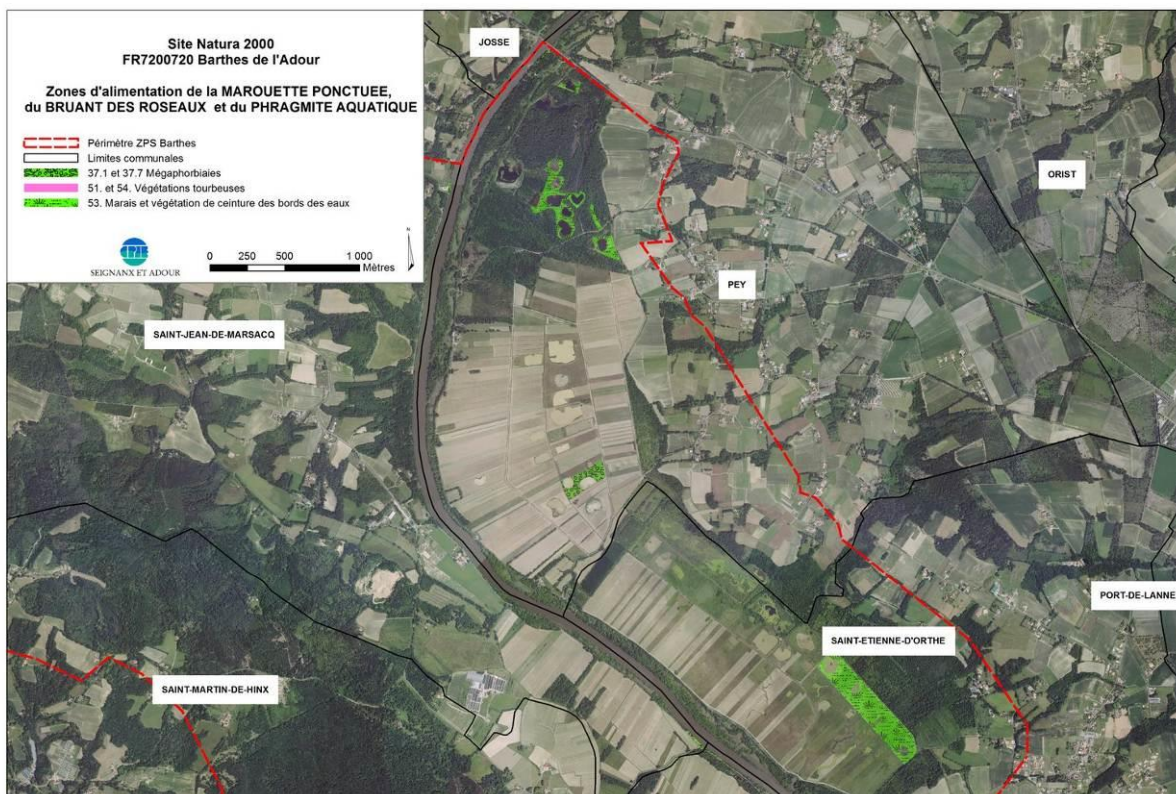 Site Natura 2000
FR7200720 Barthes de l'Adour
Zones d'alimentation de la MAROUETTE PONCTUEE,
du BRUANT DES ROSEAUX et du PHRAGMITE AQUATIQUE
Périmètre ZPS Barthes
Limites communales
37.1 et 37.7 Mégaphorbiaies
51. et 54. Végétations tourbeuses
53. Marais et végétation de ceinture des bords des eaux
CPIE
SEIGNANX ET ADOUR
0 250 500 1 000
Mètres
N
JOSSE
ORIST
PEY
SAINT-JEAN-DE-MARSACQ
PORT-DE-LANNE
SAINT-ETIENNE-D'ORTHE
SAINT-MARTIN-DE-HINX